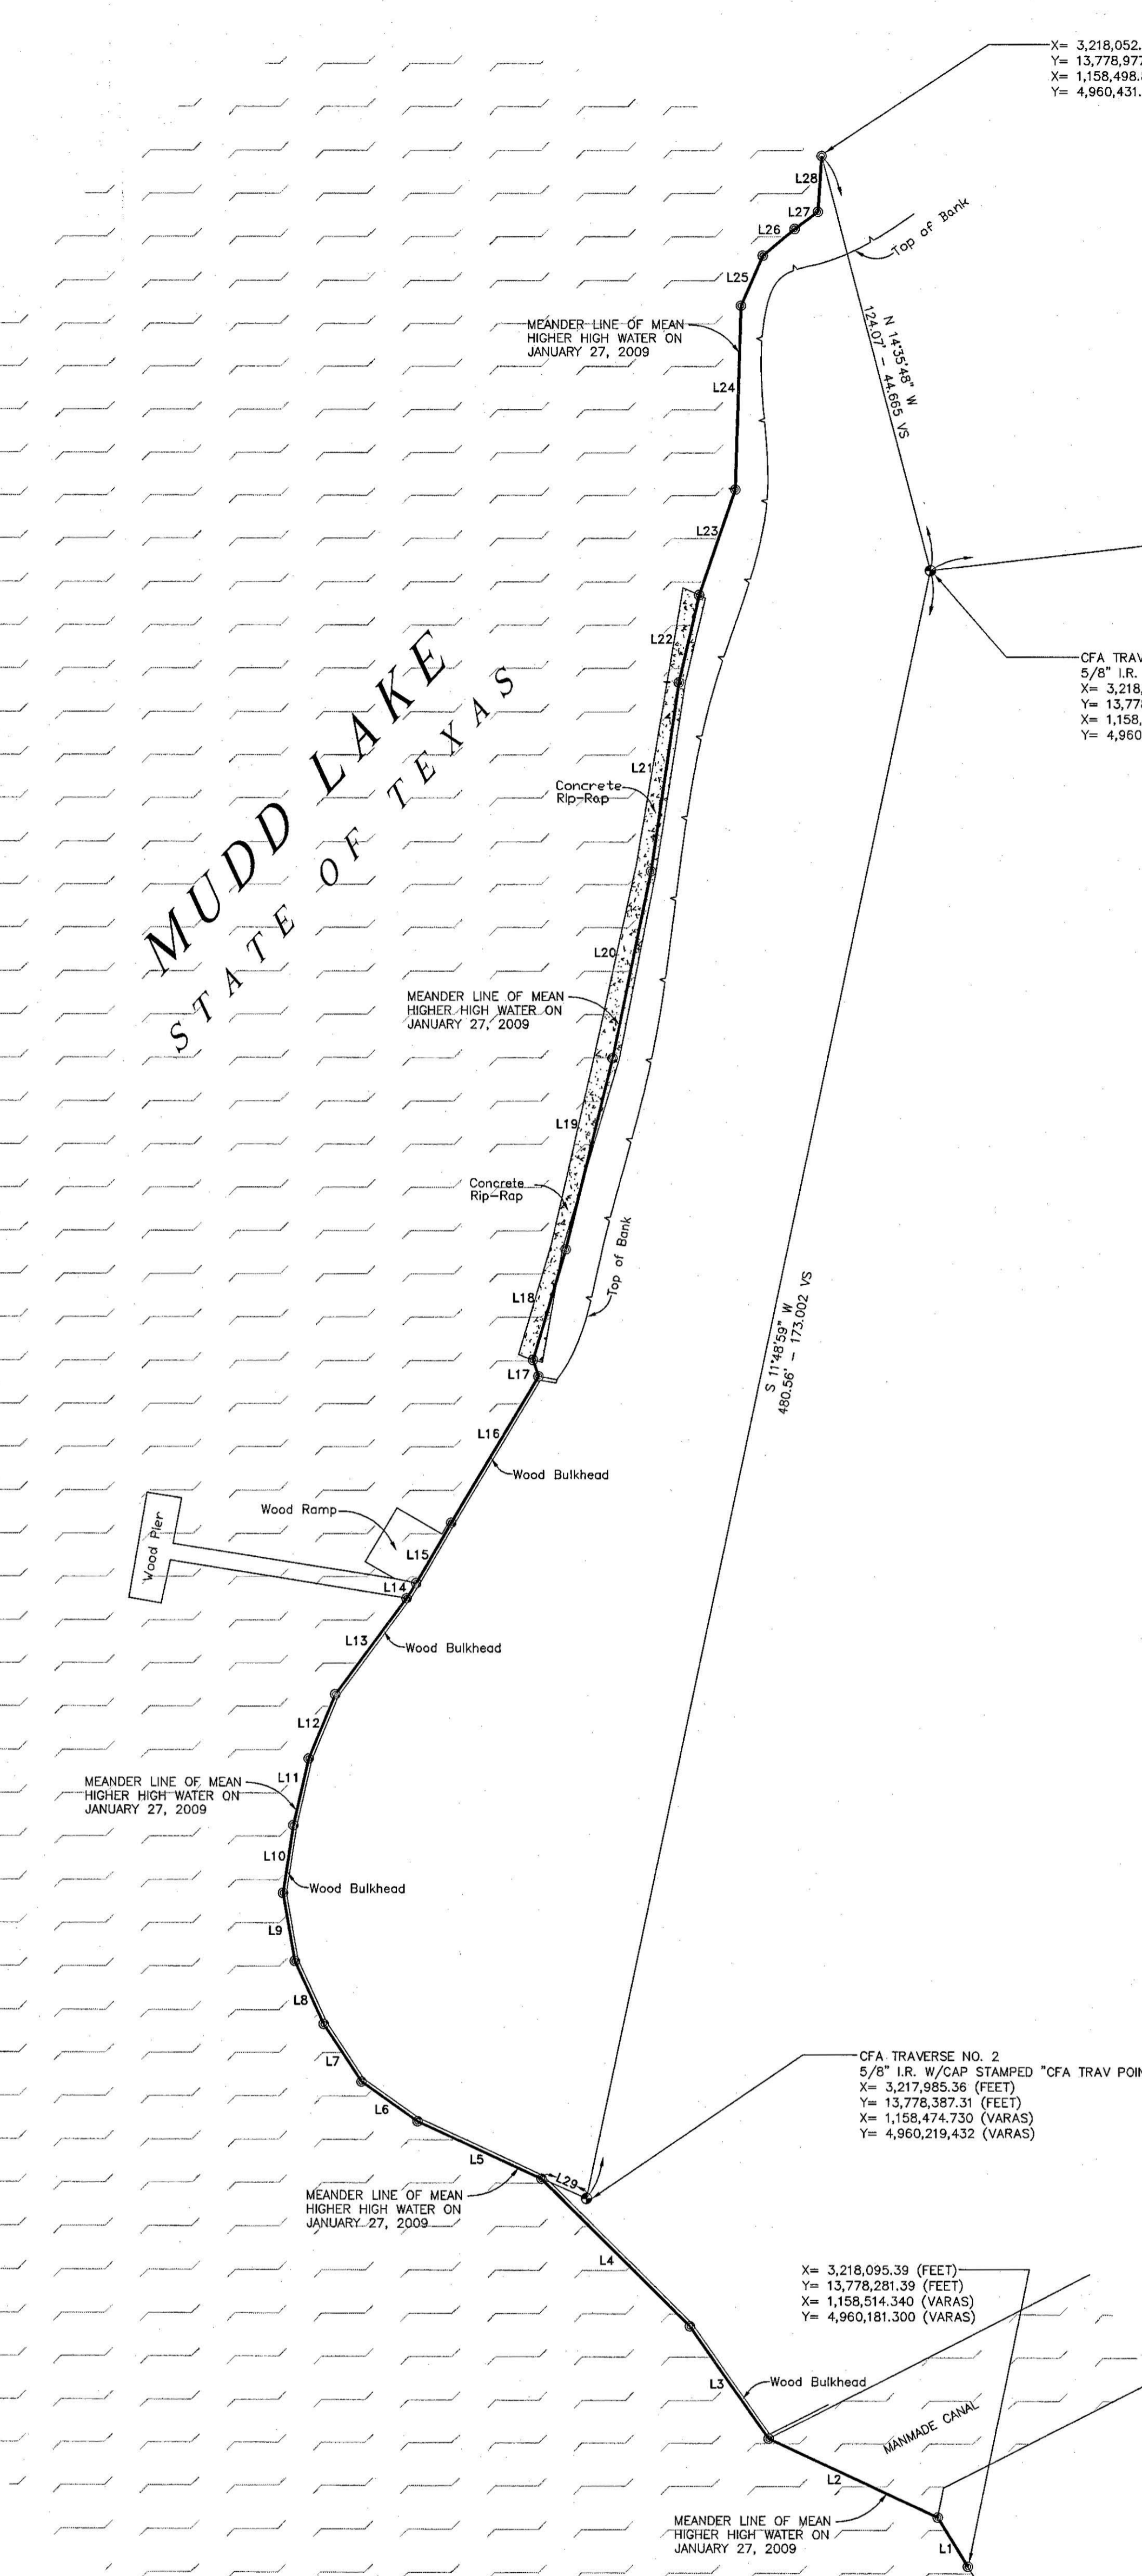 X= 3,218,052.
Y= 13,778,977
X= 1,158,498.
Y= 4,960,431.
L28
L27
L26
Top of Bank
L25
MEANDER LINE OF MEAN
HIGHER HIGH WATER ON
JANUARY 27, 2009
N 14°35'48" W
124.07' - 44.665 VS
L24
L23
L22
CFA TRAV
5/8" I.R.
X= 3,218,
Y= 13,778
X= 1,158,
Y= 4,960
MUDD LAKE
STATE OF TEXAS
L21
Concrete
Rip-Rap
L20
MEANDER LINE OF MEAN
HIGHER HIGH WATER ON
JANUARY 27, 2009
L19
Concrete
Rip-Rap
Top of Bank
L18
S 11°48'59" W
480.56' - 173.002 VS
L17
L16
Wood Bulkhead
Wood Ramp
Wood Pier
L15
L14
L13
Wood Bulkhead
L12
L11
MEANDER LINE OF MEAN
HIGHER HIGH WATER ON
JANUARY 27, 2009
L10
Wood Bulkhead
L9
L8
L7
CFA TRAVERSE NO. 2
5/8" I.R. W/CAP STAMPED "CFA TRAV POIN
X= 3,217,985.36 (FEET)
Y= 13,778,387.31 (FEET)
X= 1,158,474.730 (VARAS)
Y= 4,960,219,432 (VARAS)
L6
L5
L29
MEANDER LINE OF MEAN
HIGHER HIGH WATER ON
JANUARY 27, 2009
L4
X= 3,218,095.39 (FEET)
Y= 13,778,281.39 (FEET)
X= 1,158,514.340 (VARAS)
Y= 4,960,181.300 (VARAS)
L3
Wood Bulkhead
MANMADE CANAL
L2
MEANDER LINE OF MEAN
HIGHER HIGH WATER ON
JANUARY 27, 2009
L1